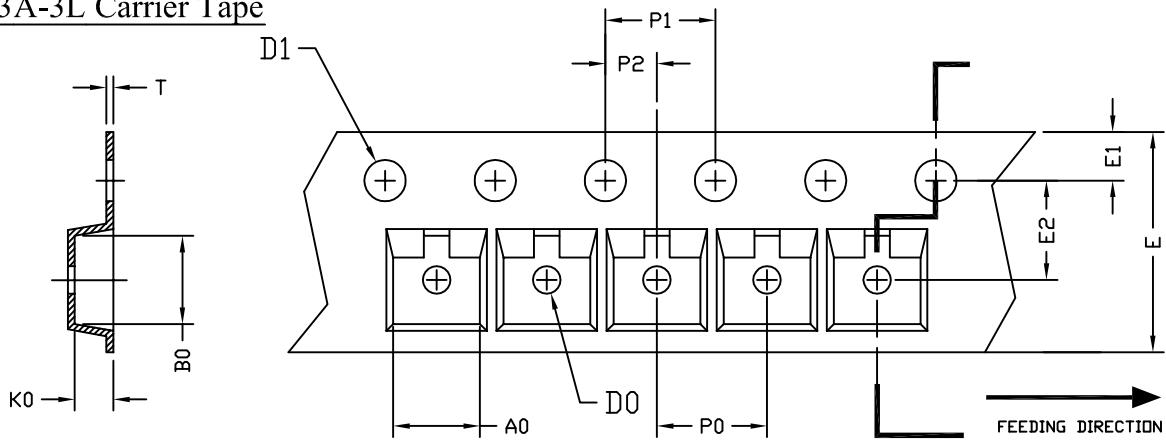 3A-3L Carrier Tape
P1
D1
P2
T
E1
E2
E
B0
K0
D0
A0
P0
FEEDING DIRECTION